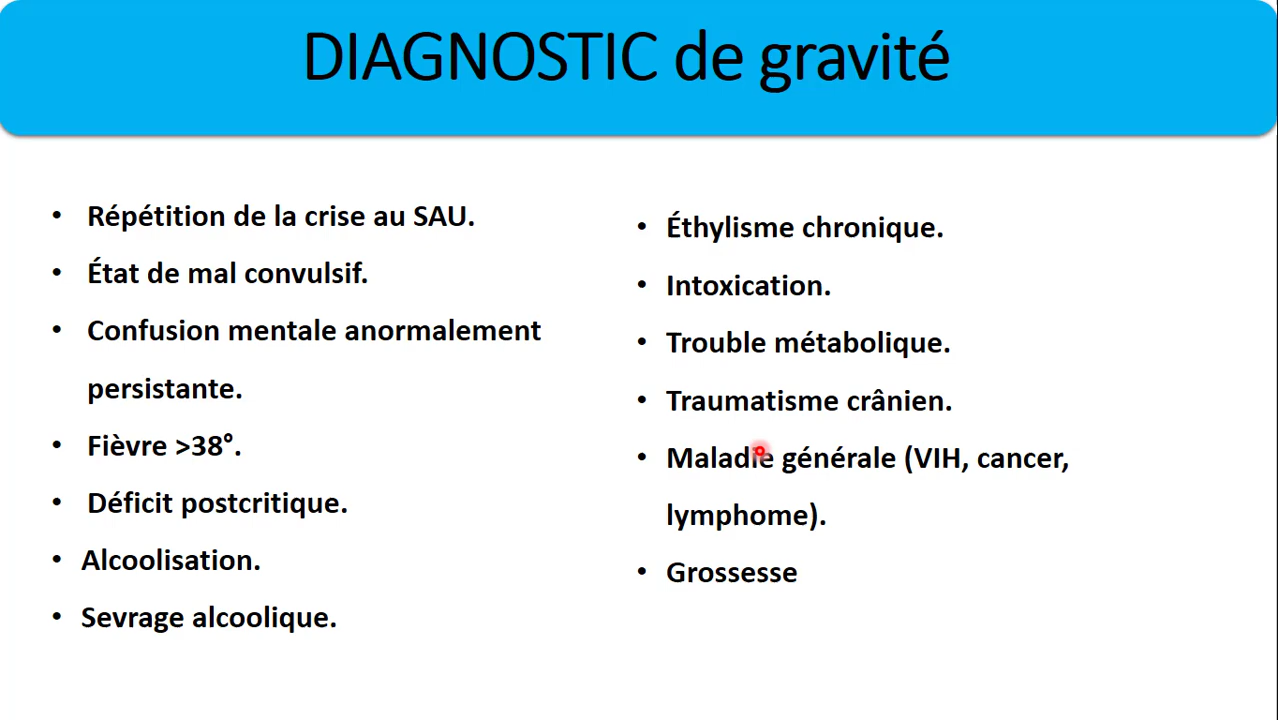 DIAGNOSTIC de gravité
• Répétition de la crise au SAU.
• État de mal convulsif.
• Confusion mentale anormalement
persistante.
• Fièvre >38°.
• Déficit postcritique.
• Alcoolisation.
• Sevrage alcoolique.
• Éthylisme chronique.
• Intoxication.
• Trouble métabolique.
• Traumatisme crânien.
• Maladie générale (VIH, cancer,
lymphome).
• Grossesse